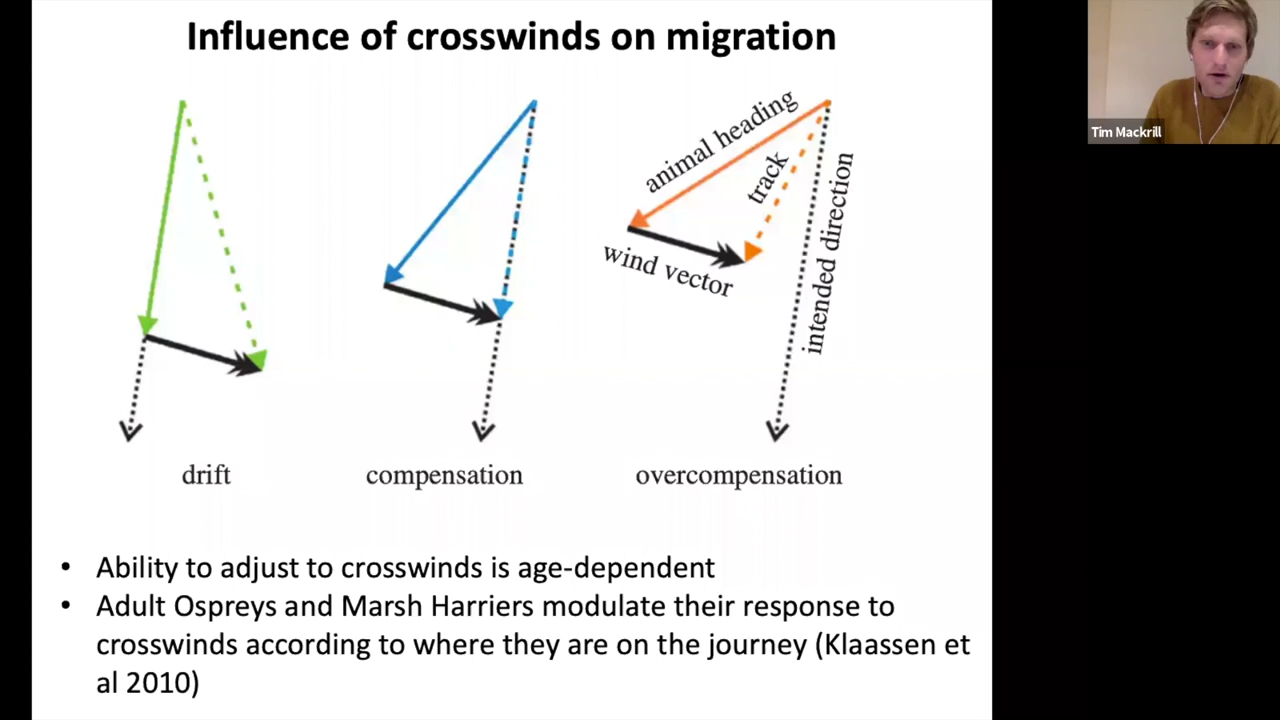 Influence of crosswinds on migration
Tim Mackrill
animal heading
track
wind vector
intended direction
drift
compensation
overcompensation
• Ability to adjust to crosswinds is age-dependent
• Adult Ospreys and Marsh Harriers modulate their response to
crosswinds according to where they are on the journey (Klaassen et
al 2010)